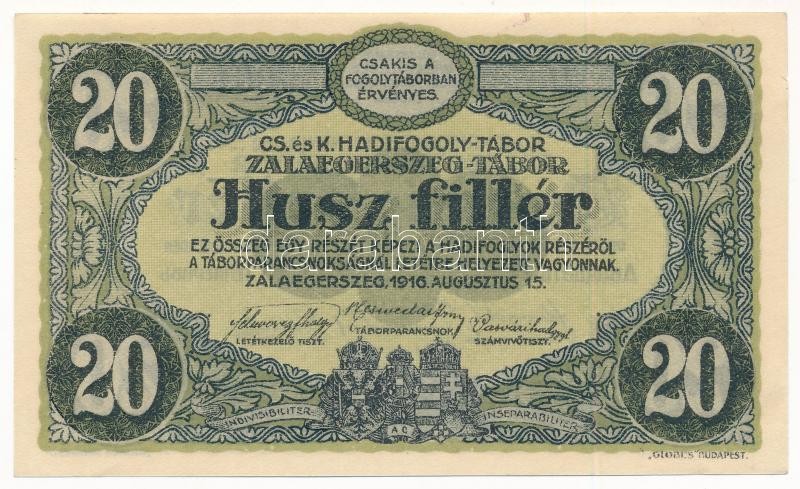 20
CSAKIS A
FOGOLYTÁBORBAN
ÉRVÉNYES.
20
CS. és K. HADIFOGOLY-TÁBOR
ZALAEGERSZEG-TÁBOR
Husz fillér
darabanth
EZ ÖSSZEG EGY RÉSZÉT KÉPEZI A HADIFOGLYOK RÉSZÉRŐL
A TÁBORPARANCSNOKSÁGNÁL LETÉTBE HELYEZETT VAGYONNAK.
ZALAEGERSZEG, 1916. AUGUSZTUS 15.
LETÉTKEZELŐ TISZT.
TÁBORPARANCSNOK
SZÁMVIVŐTISZT.
20
INDIVISIBILITER
AC
INSEPARABILITER
20
„GLOBUS" BUDAPEST.